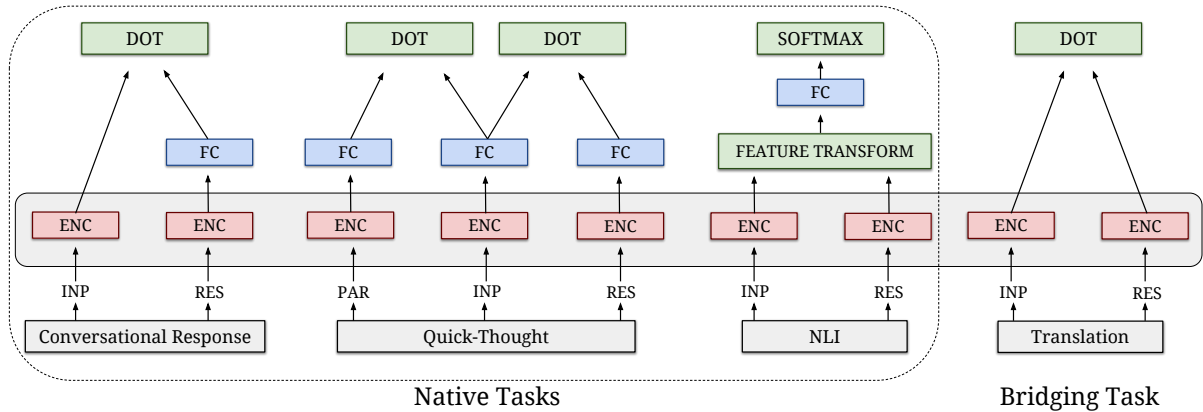 DOT DOT DOT SOFTMAX DOT
FC
FC FC FC FC FEATURE TRANSFORM
ENC ENC ENC ENC ENC ENC ENC ENC ENC
INP RES PAR INP RES INP RES INP RES
Conversational Response Quick-Thought NLI Translation
Native Tasks Bridging Task